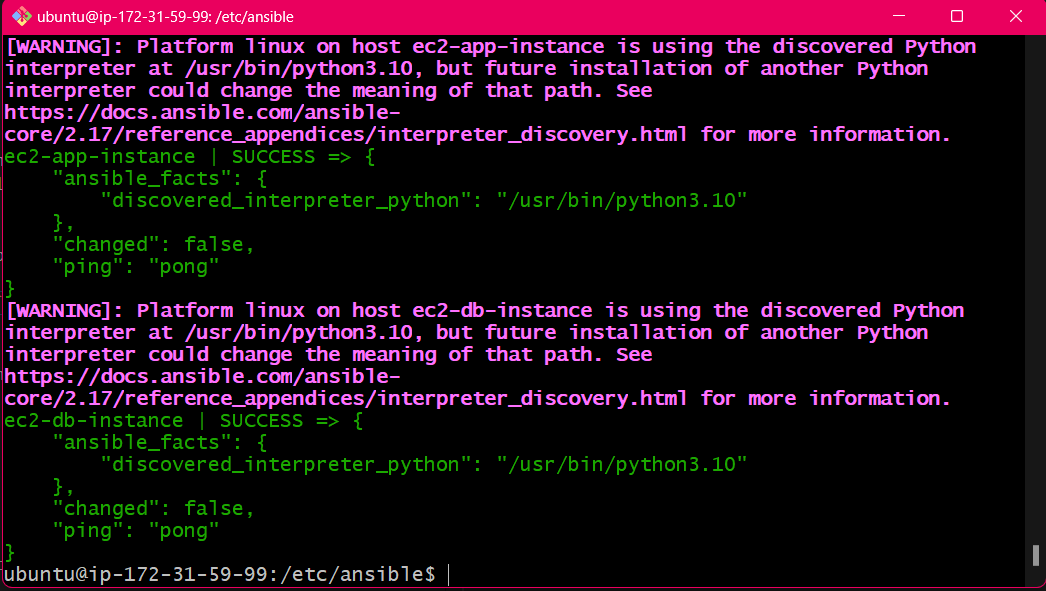 ubuntu@ip-172-31-59-99: /etc/ansible
[WARNING]: Platform linux on host ec2-app-instance is using the discovered Python
interpreter at /usr/bin/python3.10, but future installation of another Python
interpreter could change the meaning of that path. See
https://docs.ansible.com/ansible-
core/2.17/reference_appendices/interpreter_discovery.html for more information.
ec2-app-instance | SUCCESS => {
    "ansible_facts": {
        "discovered_interpreter_python": "/usr/bin/python3.10"
    },
    "changed": false,
    "ping": "pong"
}
[WARNING]: Platform linux on host ec2-db-instance is using the discovered Python
interpreter at /usr/bin/python3.10, but future installation of another Python
interpreter could change the meaning of that path. See
https://docs.ansible.com/ansible-
core/2.17/reference_appendices/interpreter_discovery.html for more information.
ec2-db-instance | SUCCESS => {
    "ansible_facts": {
        "discovered_interpreter_python": "/usr/bin/python3.10"
    },
    "changed": false,
    "ping": "pong"
}
ubuntu@ip-172-31-59-99:/etc/ansible$